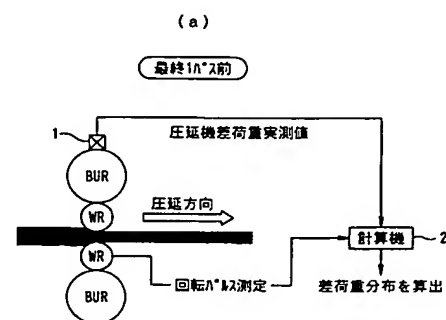 (a)
最終1ﾊﾟｽ前
1
圧延機差荷重実測値
BUR
圧延方向
WR
計算機
2
WR
回転ﾊﾟﾙｽ測定
差荷重分布を算出
BUR